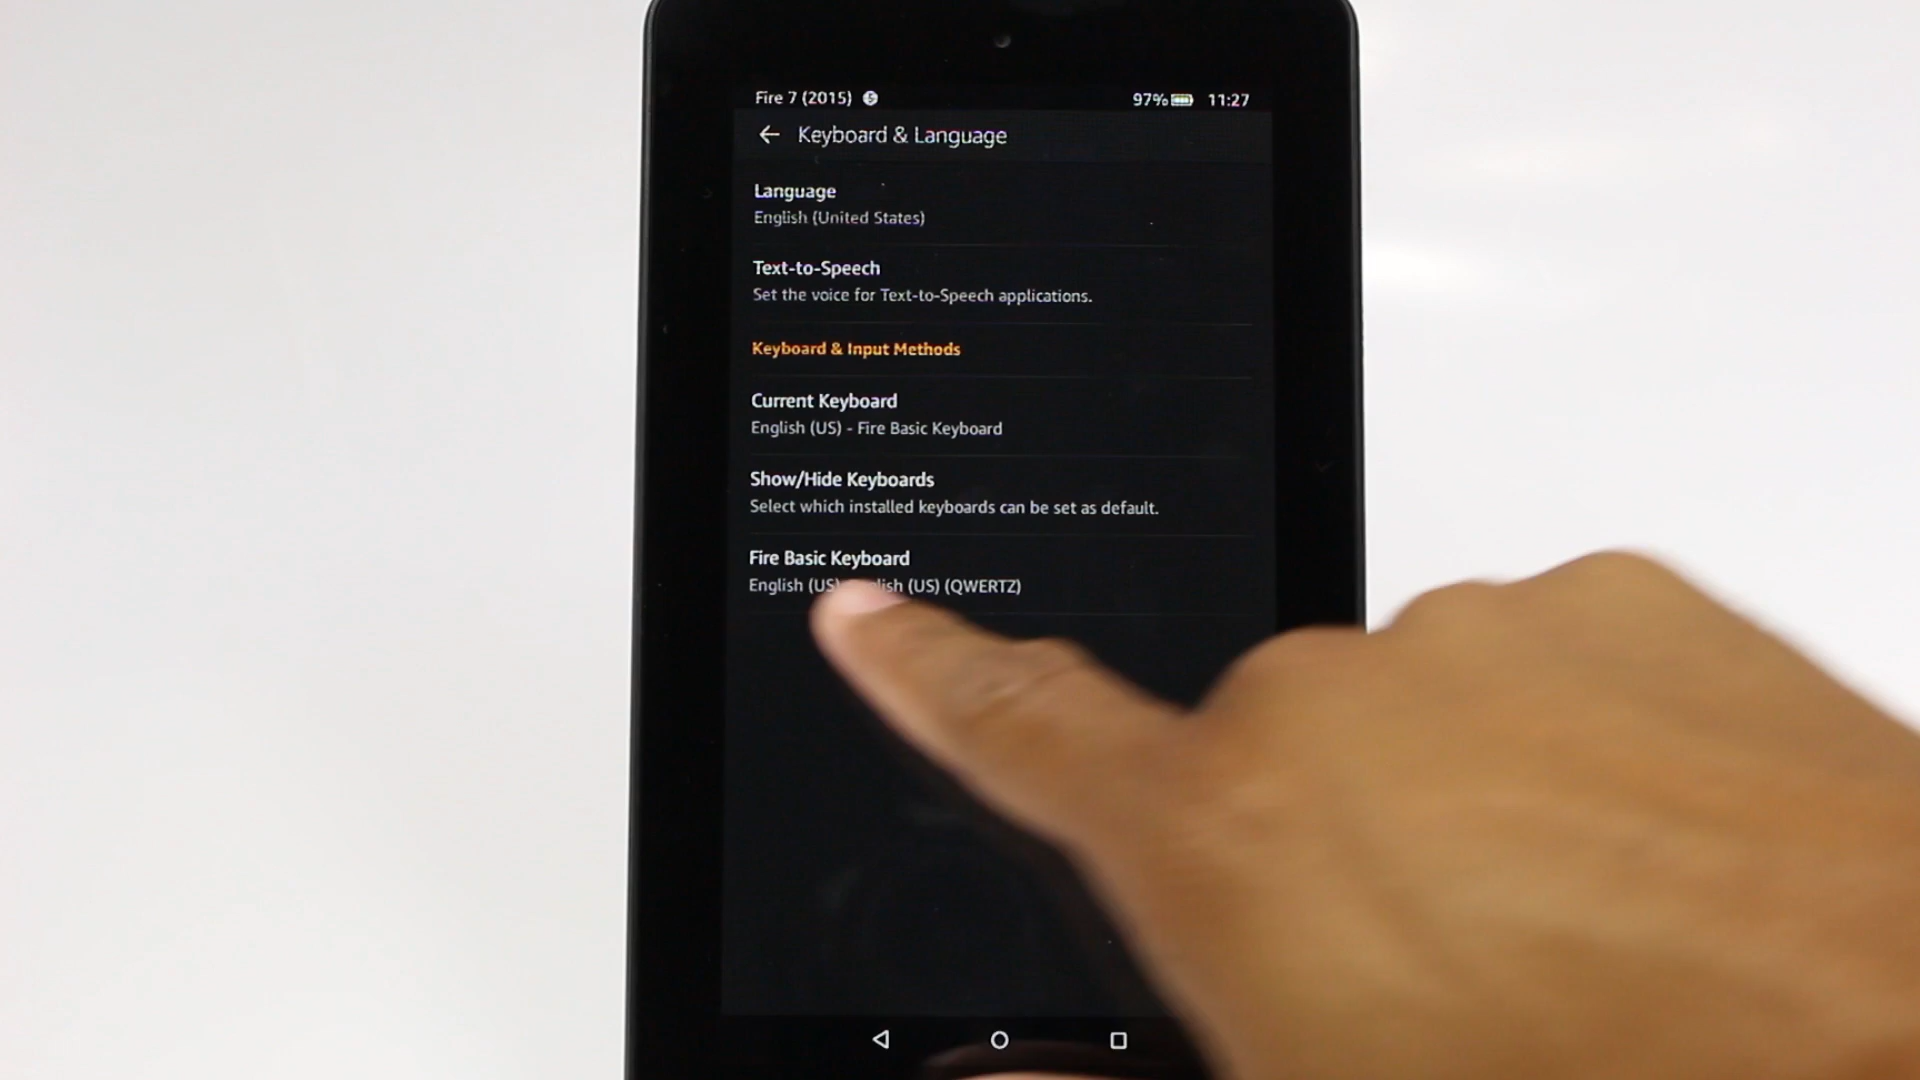 Fire 7 (2015) 97% 11:27
Keyboard & Language
Language
English (United States)
Text-to-Speech
Set the voice for Text-to-Speech applications.
Keyboard & Input Methods
Current Keyboard
English (US) - Fire Basic Keyboard
Show/Hide Keyboards
Select which installed keyboards can be set as default.
Fire Basic Keyboard
English (US) (US) (QWERTZ)